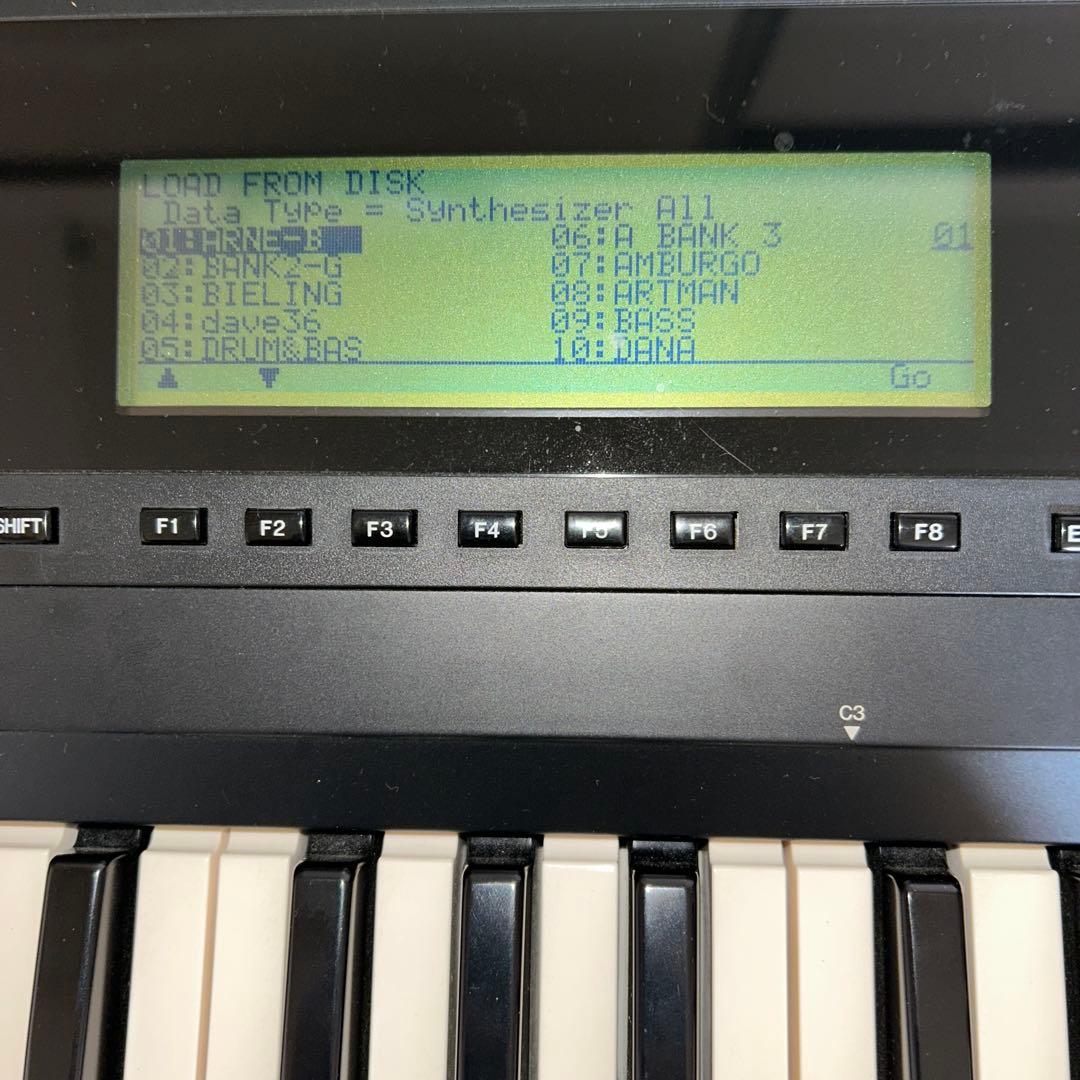 LOAD FROM DISK
Data Type = Synthesizer All
01:ARNE-B 06:A BANK 3 01
02:BANK2-G 07:AMBURGO
03:BIELING 08:ARTMAN
04:dave36 09:BASS
05:DRUM&BAS 10:DANA
▲ ▼ Go
SHIFT F1 F2 F3 F4 F5 F6 F7 F8
C3